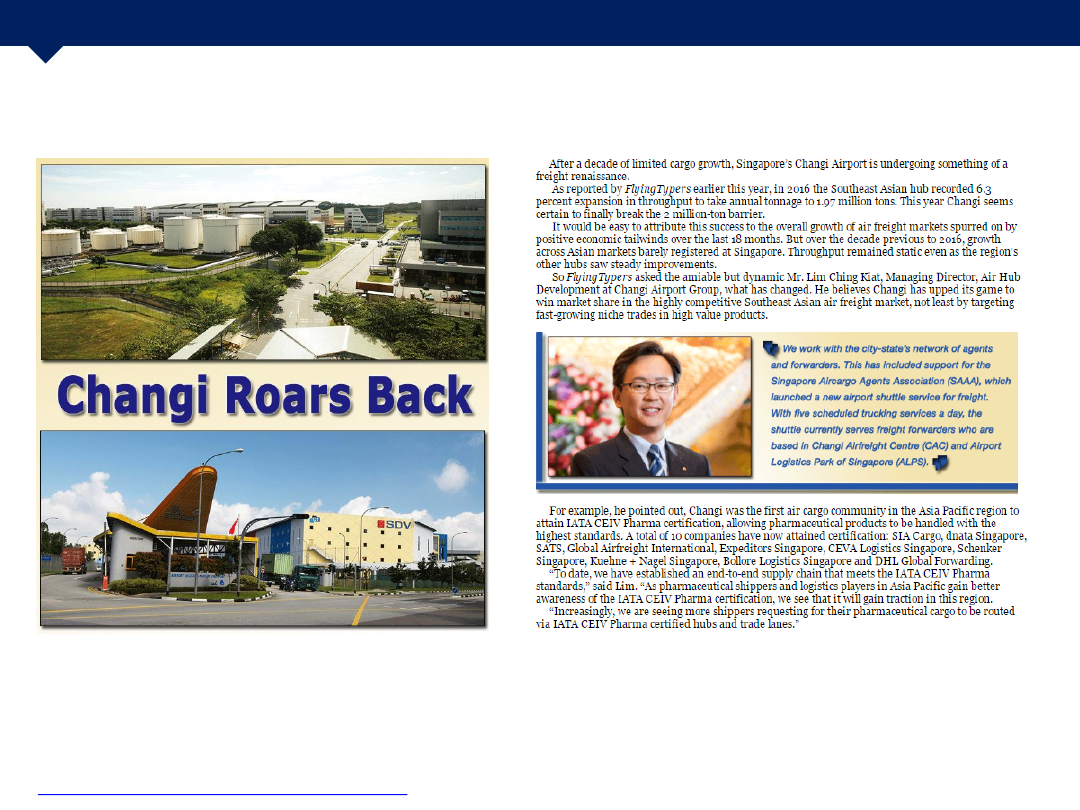 Changi Roars Back
SDV
After a decade of limited cargo growth, Singapore's Changi Airport is undergoing something of a
freight renaissance.
As reported by FlyingTypers earlier this year, in 2016 the Southeast Asian hub recorded 6.3
percent expansion in throughput to take annual tonnage to 1.97 million tons. This year Changi seems
certain to finally break the 2 million-ton barrier.
It would be easy to attribute this success to the overall growth of air freight markets spurred on by
positive economic tailwinds over the last 18 months. But over the decade previous to 2016, growth
across Asian markets barely registered at Singapore. Throughput remained static even as the region's
other hubs saw steady improvements.
So FlyingTypers asked the amiable but dynamic Mr. Lim Ching Kiat, Managing Director, Air Hub
Development at Changi Airport Group, what has changed. He believes Changi has upped its game to
win market share in the highly competitive Southeast Asian air freight market, not least by targeting
fast-growing niche trades in high value products.
We work with the city-state's network of agents
and forwarders. This has included support for the
Singapore Aircargo Agents Association (SAAA), which
launched a new airport shuttle service for freight.
With five scheduled trucking services a day, the
shuttle currently serves freight forwarders who are
based in Changi Airfreight Centre (CAC) and Airport
Logistics Park of Singapore (ALPS).
For example, he pointed out, Changi was the first air cargo community in the Asia Pacific region to
attain IATA CEIV Pharma certification, allowing pharmaceutical products to be handled with the
highest standards. A total of 10 companies have now attained certification: SIA Cargo, dnata Singapore,
SATS, Global Airfreight International, Expeditors Singapore, CEVA Logistics Singapore, Schenker
Singapore, Kuehne + Nagel Singapore, Bollore Logistics Singapore and DHL Global Forwarding.
"To date, we have established an end-to-end supply chain that meets the IATA CEIV Pharma
standards," said Lim. "As pharmaceutical shippers and logistics players in Asia Pacific gain better
awareness of the IATA CEIV Pharma certification, we see that it will gain traction in this region.
"Increasingly, we are seeing more shippers requesting for their pharmaceutical cargo to be routed
via IATA CEIV Pharma certified hubs and trade lanes."